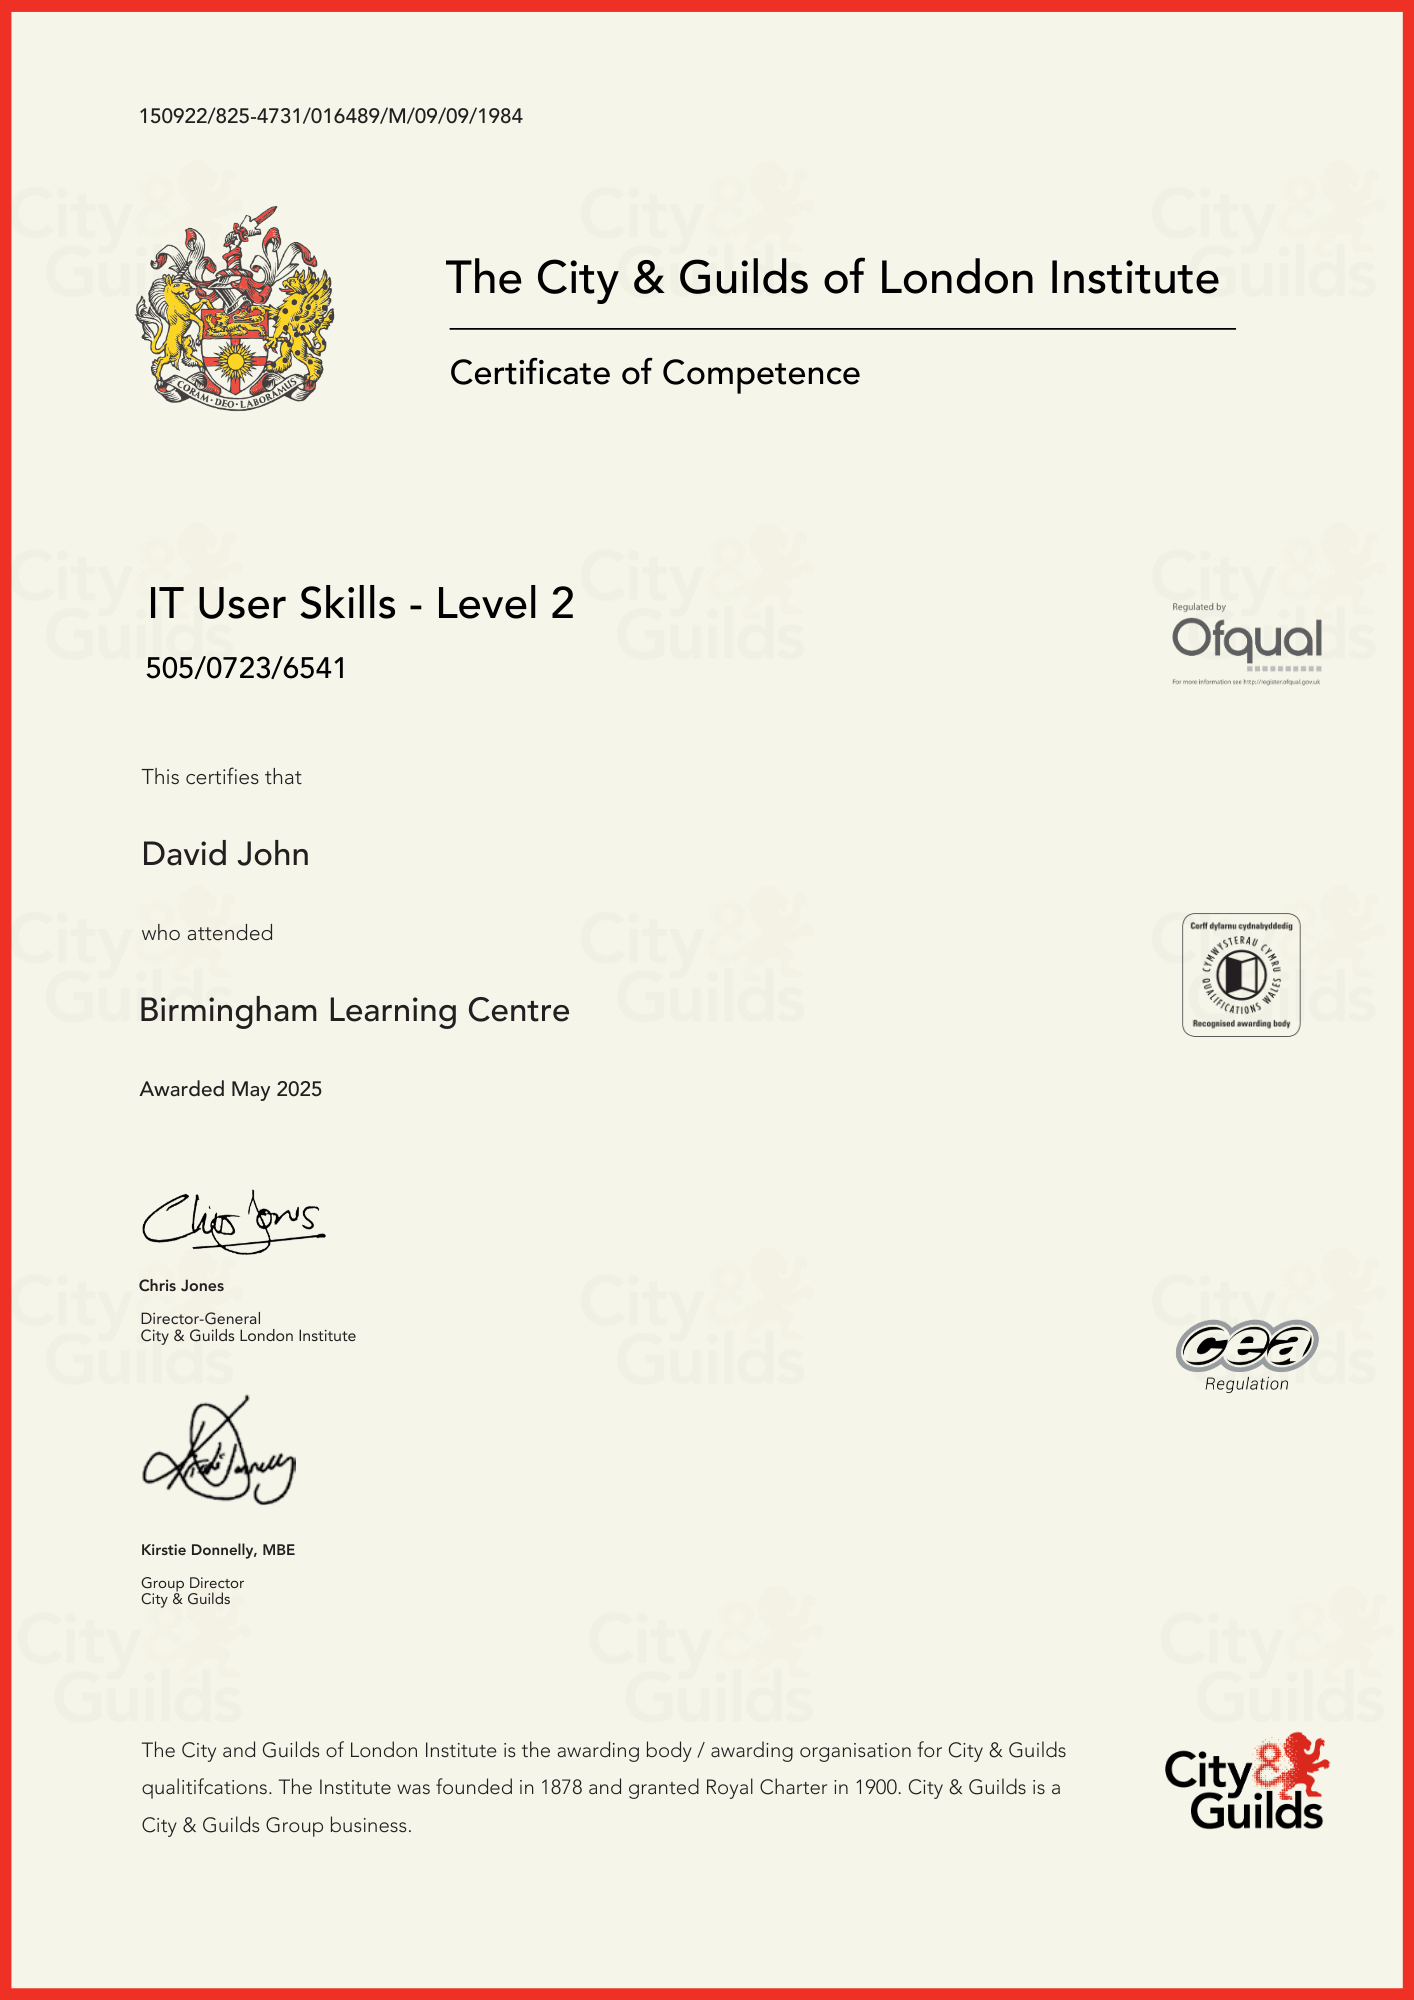 150922/825-4731/016489/M/09/09/1984
The City & Guilds of London Institute
Certificate of Competence
CORAM · DEO · LABORAMUS
IT User Skills - Level 2
505/0723/6541
Regulated by
Ofqual
For more information see http://register.ofqual.gov.uk
This certifies that
David John
who attended
Birmingham Learning Centre
Corff dyfarnu cydnabyddedig
CYMWYSTERAU CYMRU
QUALIFICATIONS WALES
Recognised awarding body
Awarded May 2025
Chris Jones
Chris Jones
Director-General
City & Guilds London Institute
cea
Regulation
Kirstie Donnelly
Kirstie Donnelly, MBE
Group Director
City & Guilds
The City and Guilds of London Institute is the awarding body / awarding organisation for City & Guilds
qualitifcations. The Institute was founded in 1878 and granted Royal Charter in 1900. City & Guilds is a
City & Guilds Group business.
City &
Guilds